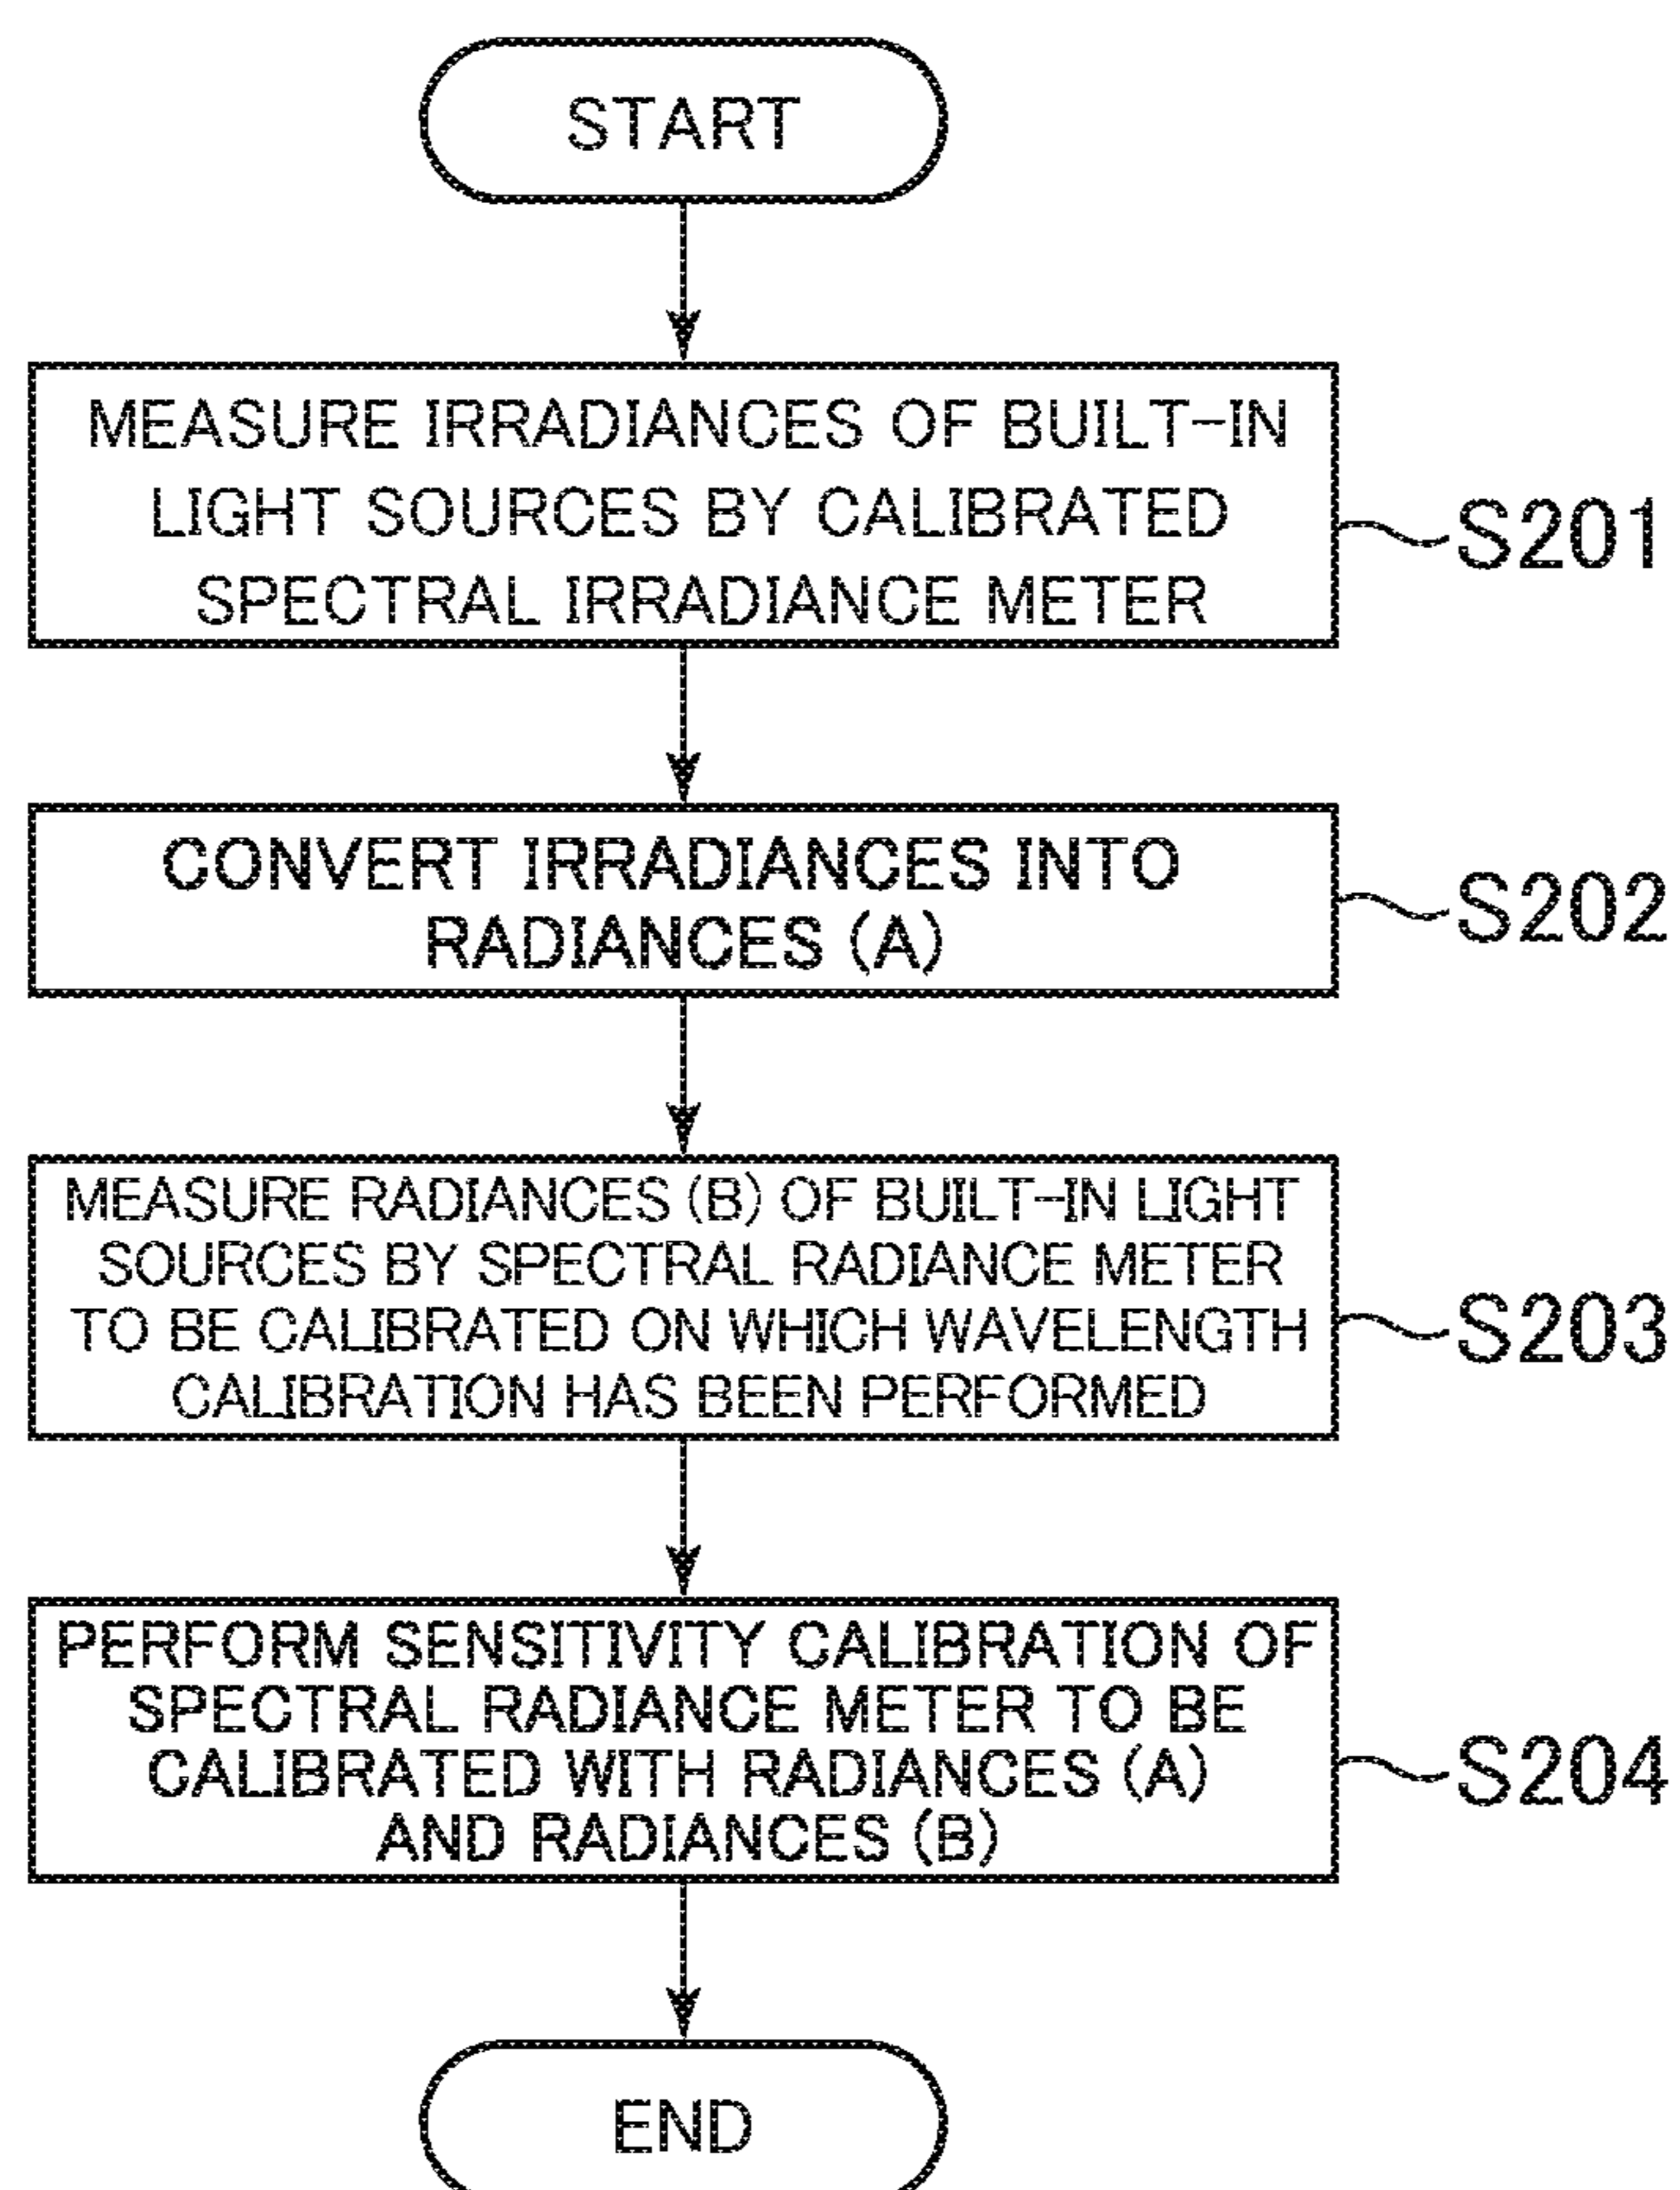 START
MEASURE IRRADIANCES OF BUILT-IN
LIGHT SOURCES BY CALIBRATED
SPECTRAL IRRADIANCE METER
S201
CONVERT IRRADIANCES INTO
RADIANCES (A)
S202
MEASURE RADIANCES (B) OF BUILT-IN LIGHT
SOURCES BY SPECTRAL RADIANCE METER
TO BE CALIBRATED ON WHICH WAVELENGTH
CALIBRATION HAS BEEN PERFORMED
S203
PERFORM SENSITIVITY CALIBRATION OF
SPECTRAL RADIANCE METER TO BE
CALIBRATED WITH RADIANCES (A)
AND RADIANCES (B)
S204
END